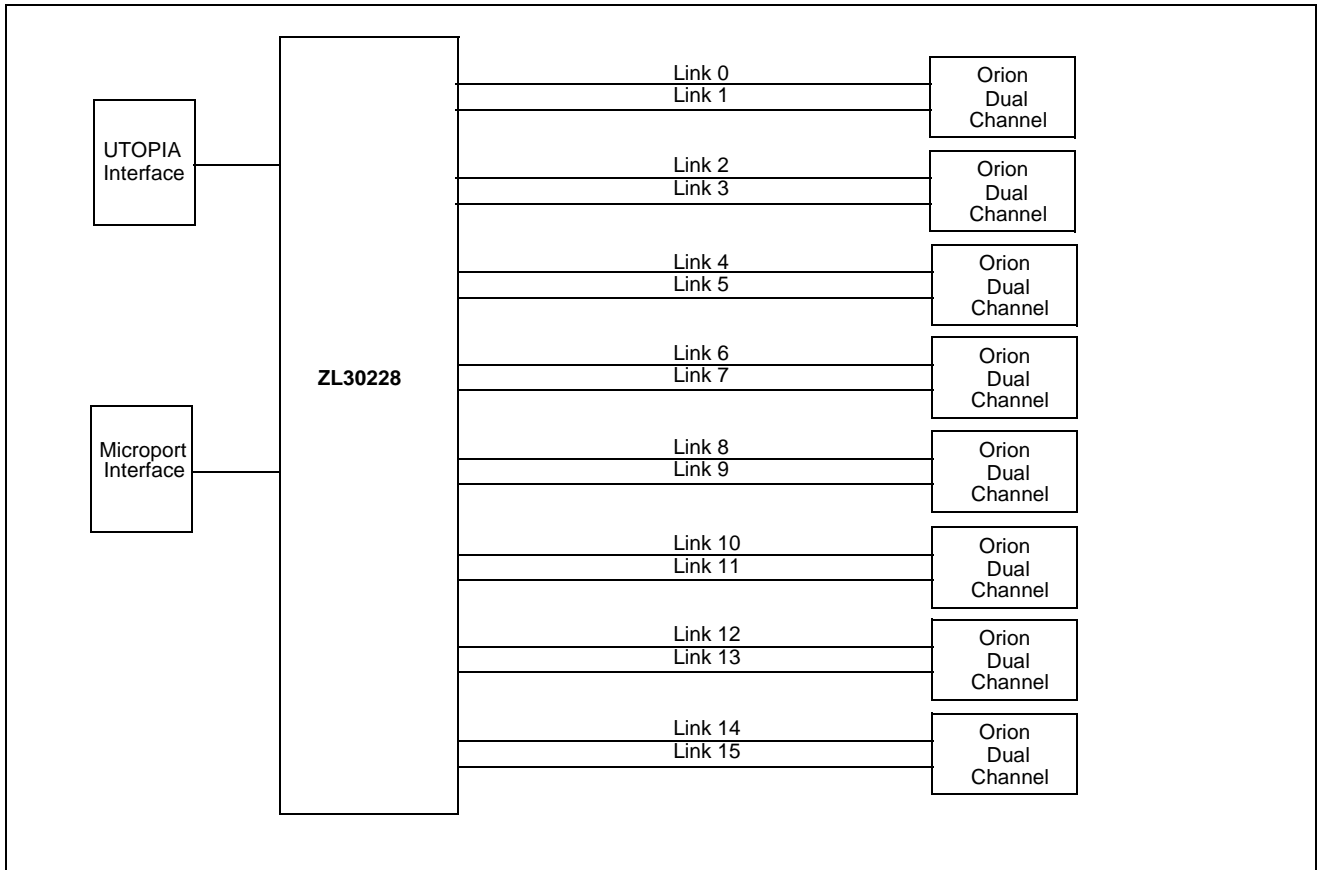 UTOPIA
Interface
Microport
Interface
ZL30228
Link 0
Link 1
Orion
Dual
Channel
Link 2
Link 3
Orion
Dual
Channel
Link 4
Link 5
Orion
Dual
Channel
Link 6
Link 7
Orion
Dual
Channel
Link 8
Link 9
Orion
Dual
Channel
Link 10
Link 11
Orion
Dual
Channel
Link 12
Link 13
Orion
Dual
Channel
Link 14
Link 15
Orion
Dual
Channel